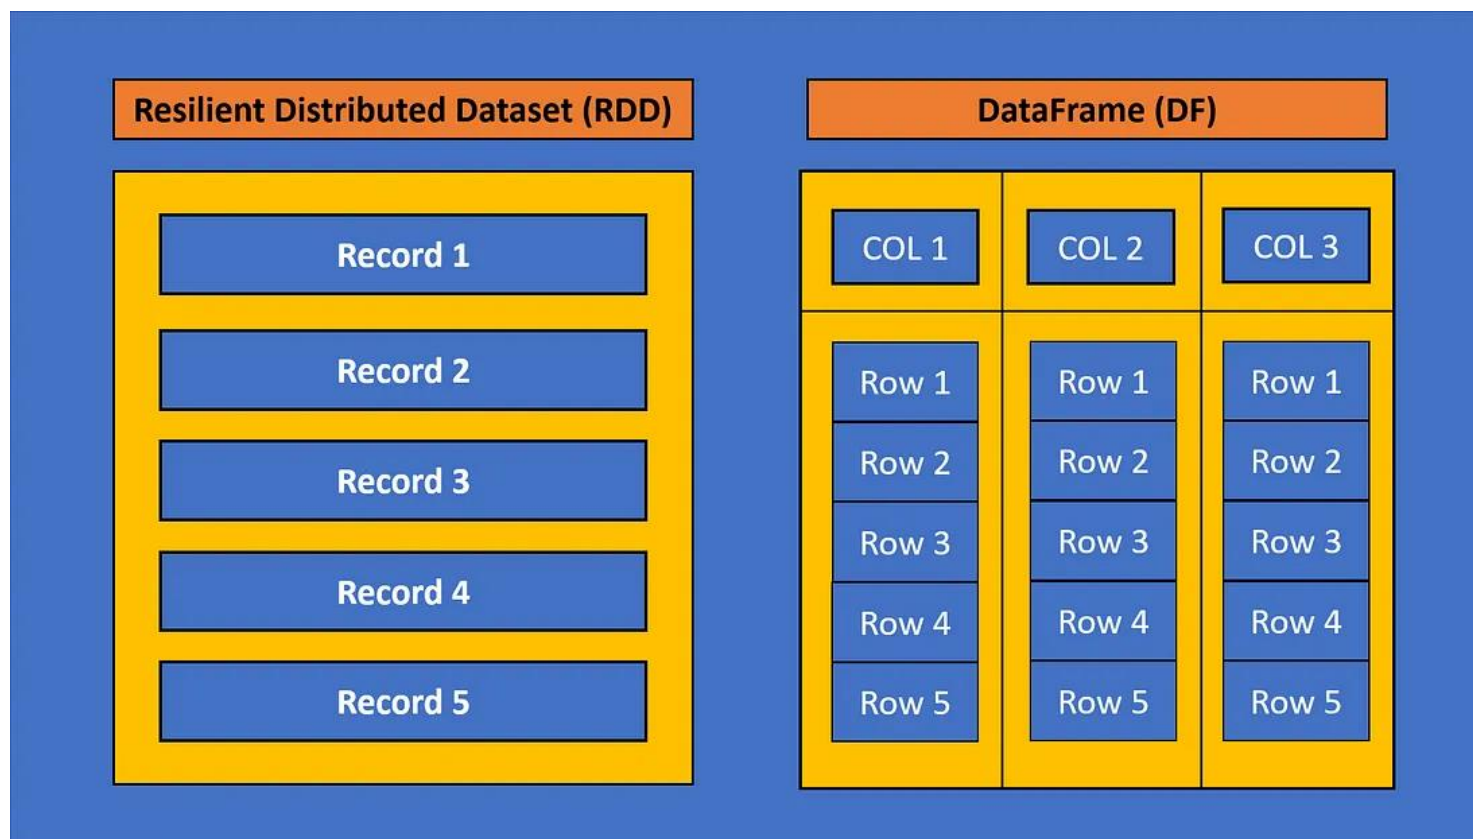 Resilient Distributed Dataset (RDD)
Record 1
Record 2
Record 3
Record 4
Record 5
DataFrame (DF)
COL 1 COL 2 COL 3
Row 1 Row 1 Row 1
Row 2 Row 2 Row 2
Row 3 Row 3 Row 3
Row 4 Row 4 Row 4
Row 5 Row 5 Row 5